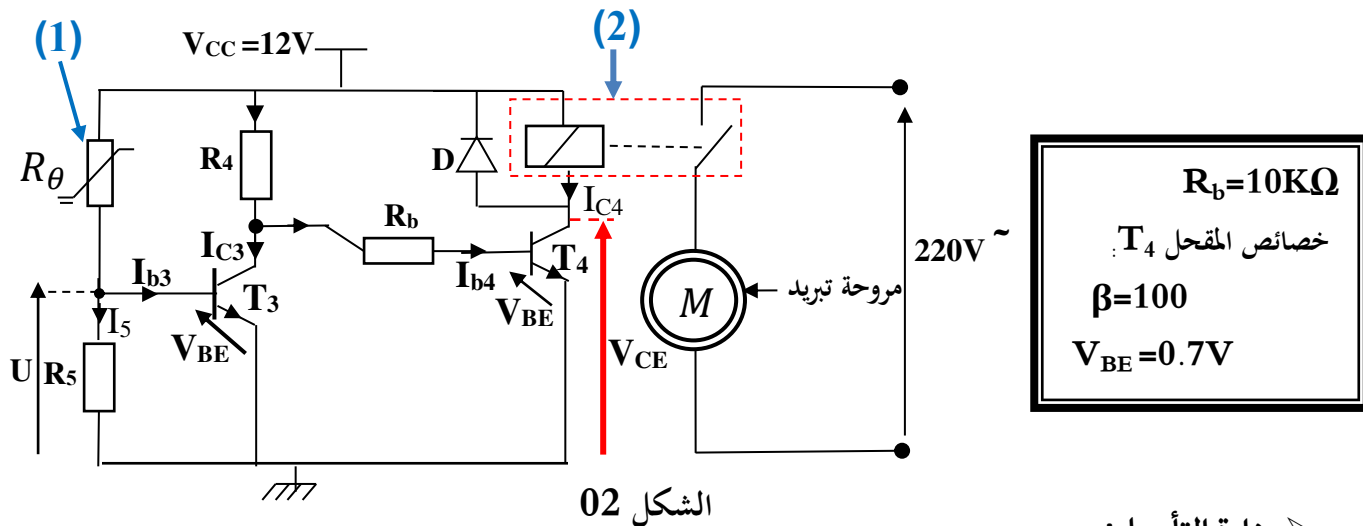 (1)
(2)
VCC =12V
Rθ
R4
D
Rb
IC3
IC4
Ib3
Ib4
T3
T4
VBE
VBE
I5
U
R5
VCE
M
مروحة تبريد
220V ~
Rb=10KΩ
خصائص المقحل T4:
β=100
VBE =0.7V
الشكل 02